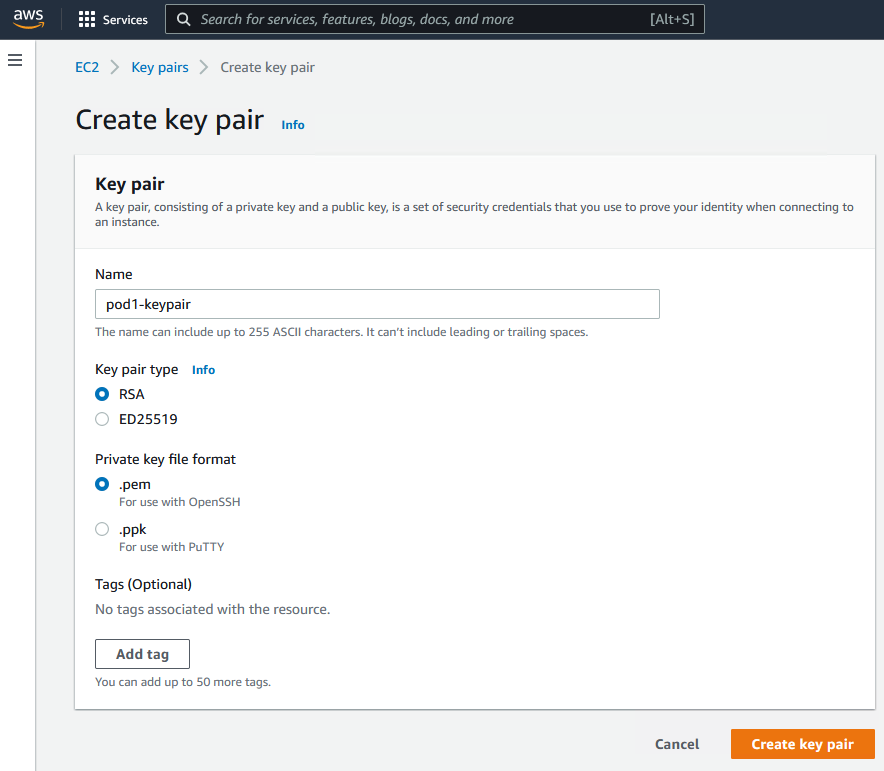 aws
Services
Search for services, features, blogs, docs, and more
[Alt+S]
EC2
Key pairs
Create key pair
Create key pair
Info
Key pair
A key pair, consisting of a private key and a public key, is a set of security credentials that you use to prove your identity when connecting to
an instance.
Name
pod1-keypair
The name can include up to 255 ASCII characters. It can't include leading or trailing spaces.
Key pair type
Info
RSA
ED25519
Private key file format
.pem
For use with OpenSSH
.ppk
For use with PuTTY
Tags (Optional)
No tags associated with the resource.
Add tag
You can add up to 50 more tags.
Cancel
Create key pair